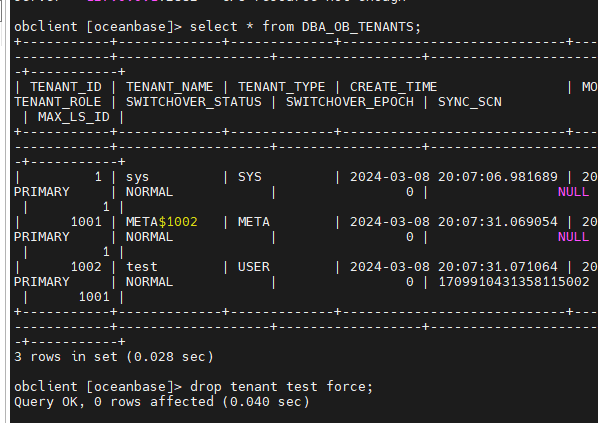 obclient [oceanbase]> select * from DBA_OB_TENANTS;
+-----------+-------------+-------------+----------------------------+---
-------------+-------------------+------------------+---------------------
-+-----------+
| TENANT_ID | TENANT_NAME | TENANT_TYPE | CREATE_TIME                | MO
TENANT_ROLE | SWITCHOVER_STATUS | SWITCHOVER_EPOCH | SYNC_SCN
 | MAX_LS_ID |
+-----------+-------------+-------------+----------------------------+---
-------------+-------------------+------------------+---------------------
-+-----------+
|         1 | sys         | SYS         | 2024-03-08 20:07:06.981689 | 20
PRIMARY     | NORMAL            |                0 |                NULL
 |         1 |
|      1001 | META$1002   | META        | 2024-03-08 20:07:31.069054 | 20
PRIMARY     | NORMAL            |                0 |                NULL
 |         1 |
|      1002 | test        | USER        | 2024-03-08 20:07:31.071064 | 20
PRIMARY     | NORMAL            |                0 | 1709910431358115002
 |      1001 |
+-----------+-------------+-------------+----------------------------+---
-------------+-------------------+------------------+---------------------
-+-----------+
3 rows in set (0.028 sec)
obclient [oceanbase]> drop tenant test force;
Query OK, 0 rows affected (0.040 sec)